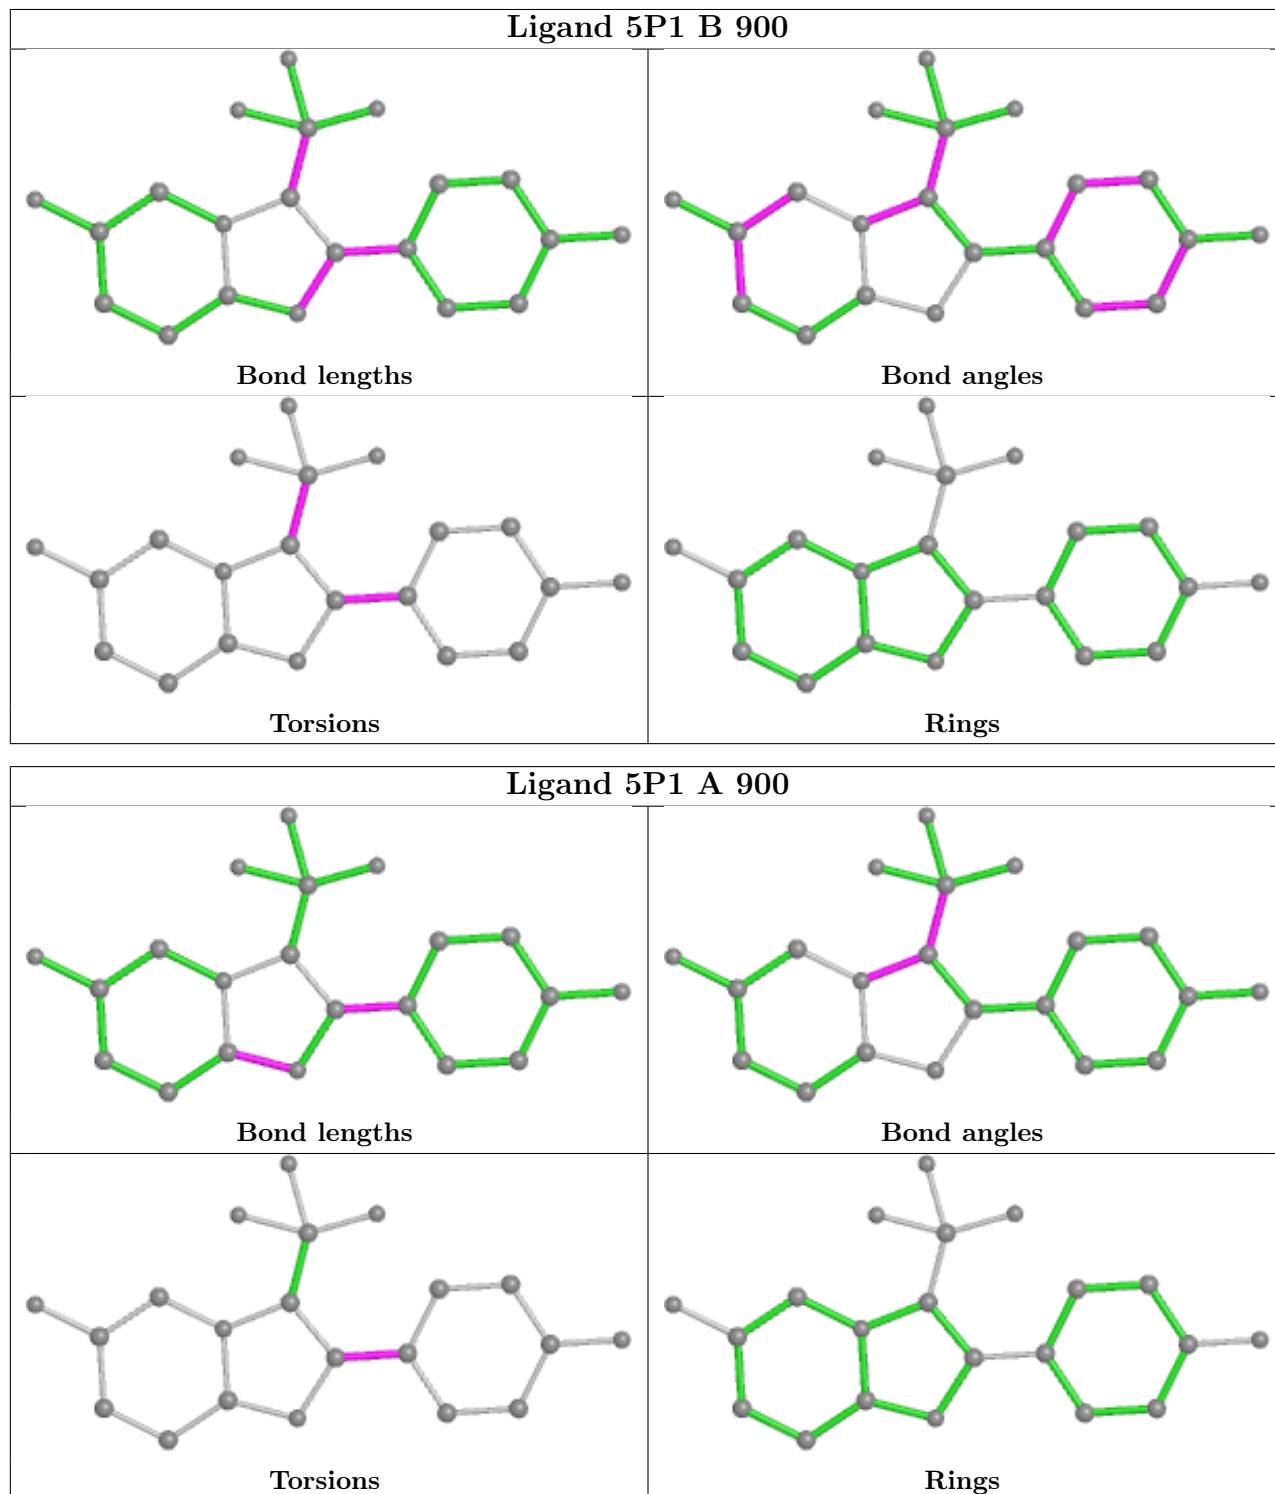 Ligand 5P1 B 900
Bond lengths
Bond angles
Torsions
Rings
Ligand 5P1 A 900
Bond lengths
Bond angles
Torsions
Rings